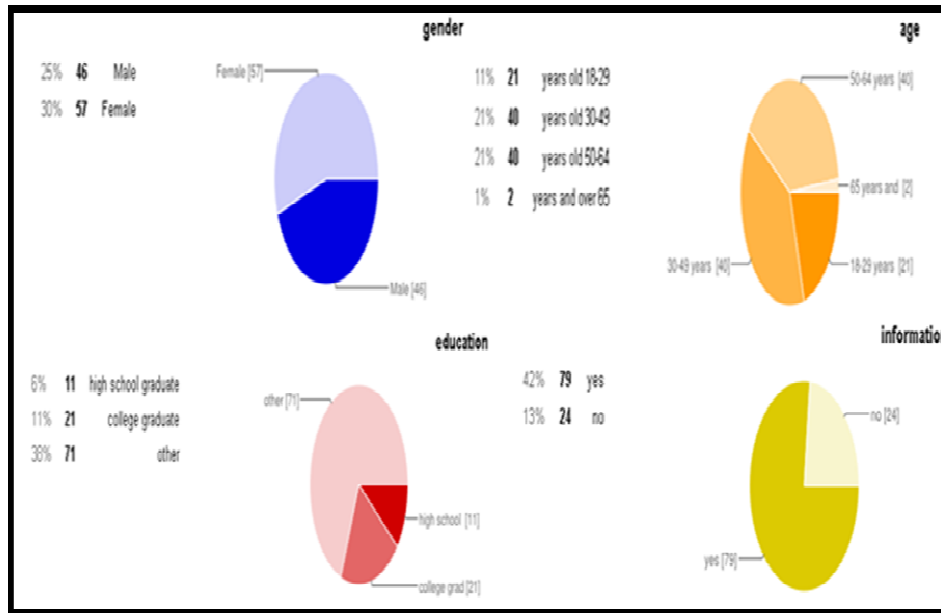 gender
25% 46 Male
30% 57 Female
Female [57]
Male [46]
age
11% 21 years old 18-29
21% 40 years old 30-49
21% 40 years old 50-64
1% 2 years and over 65
50-64 years [40]
65 years and [2]
30-49 years [40]
18-29 years [21]
education
6% 11 high school graduate
11% 21 college graduate
38% 71 other
other [71]
high school [11]
college grad [21]
informatio
42% 79 yes
13% 24 no
no [24]
yes [79]